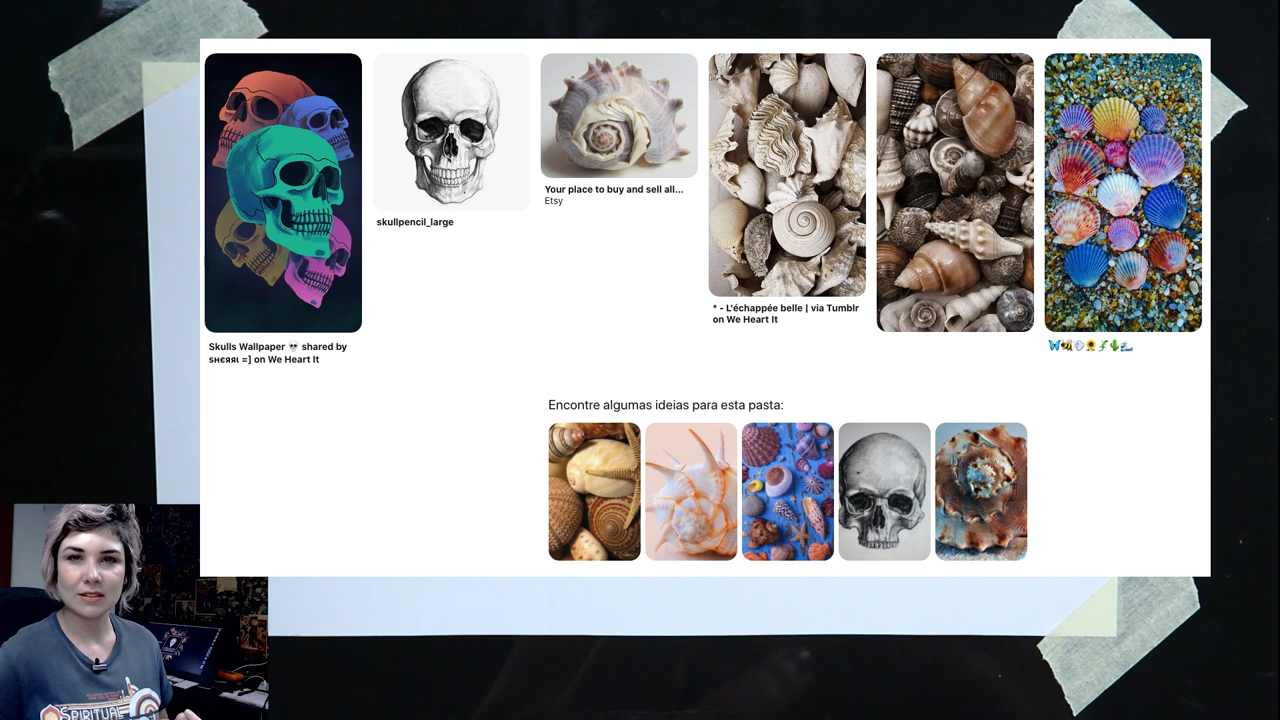 Skulls Wallpaper 💀 shared by
ѕнєяяι =] on We Heart It
skullpencil_large
Your place to buy and sell all...
Etsy
* - L'échappée belle | via Tumblr
on We Heart It
Encontre algumas ideias para esta pasta:
SPIRITUAL